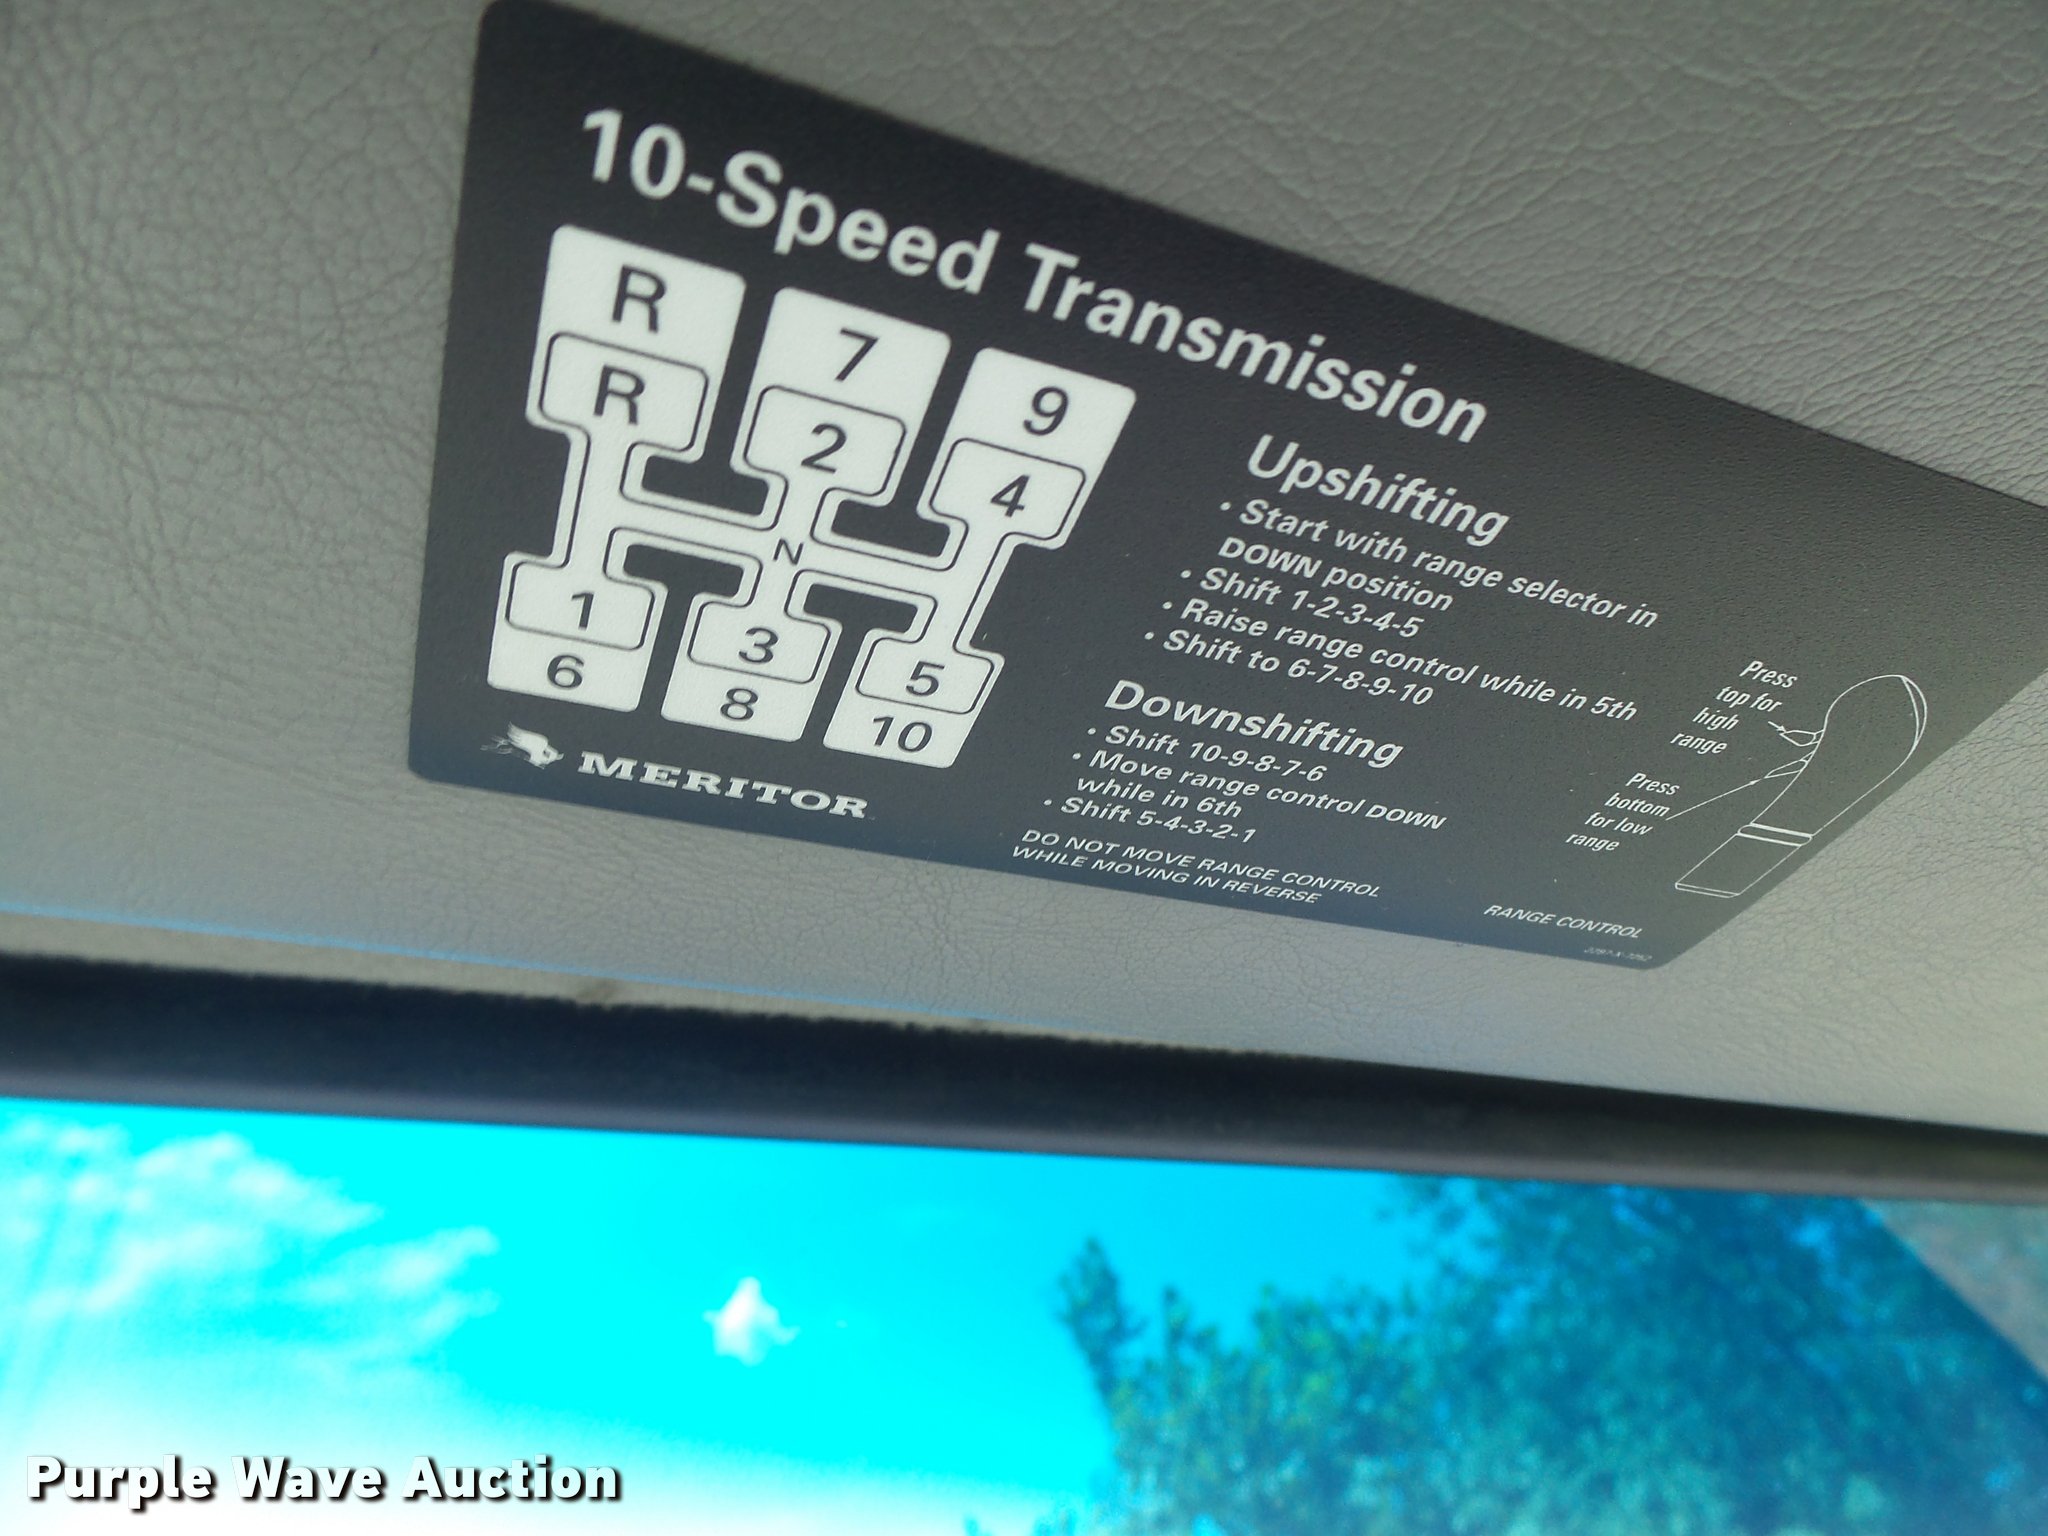 10-Speed Transmission
R 7 9
R 2 4
N
1 3 5
6 8 10
MERITOR
Upshifting
• Start with range selector in
DOWN position
• Shift 1-2-3-4-5
• Raise range control while in 5th
• Shift to 6-7-8-9-10
Downshifting
• Shift 10-9-8-7-6
• Move range control DOWN
while in 6th
• Shift 5-4-3-2-1
DO NOT MOVE RANGE CONTROL
WHILE MOVING IN REVERSE
Press
top for
high
range
Press
bottom
for low
range
RANGE CONTROL
Purple Wave Auction